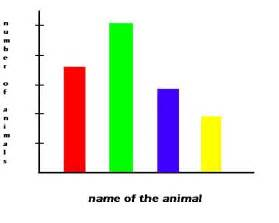 number of animals
name of the animal